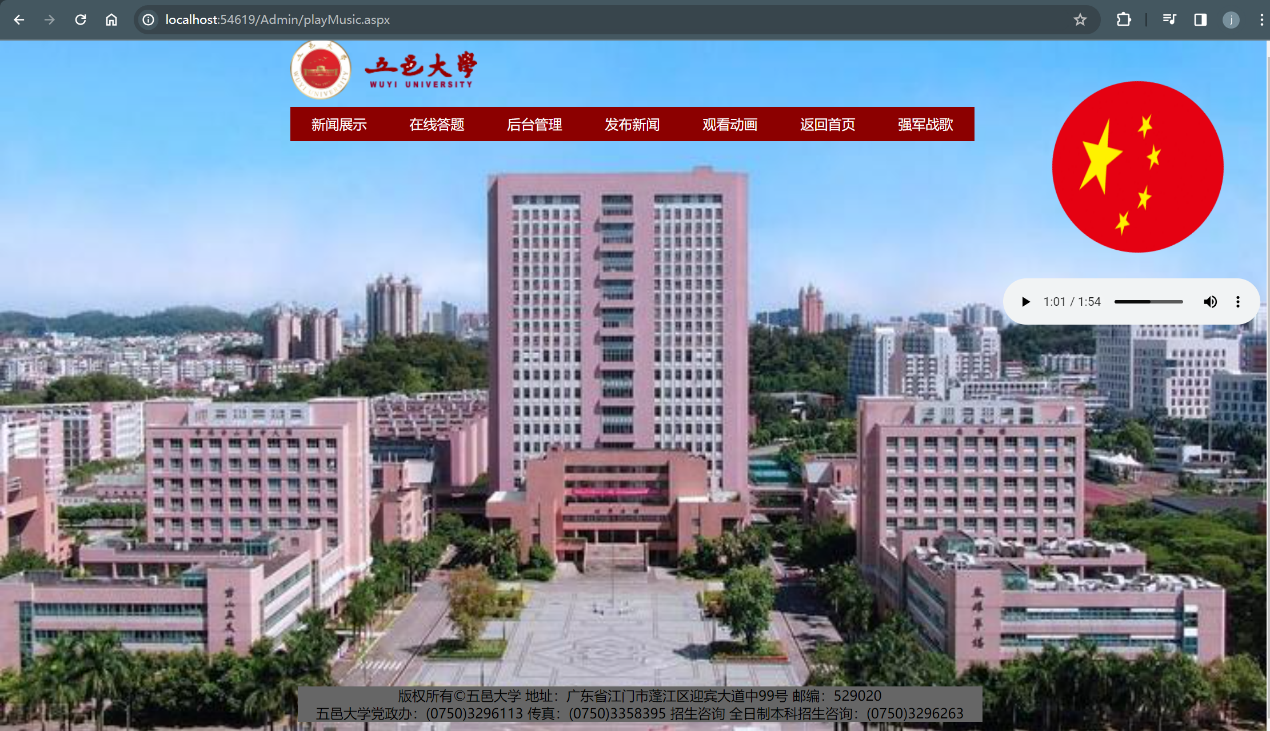 localhost:54619/Admin/playMusic.aspx
五邑大學
WUYI UNIVERSITY
新闻展示 在线答题 后台管理 发布新闻 观看动画 返回首页 强军战歌
1:01 / 1:54
版权所有©五邑大学 地址：广东省江门市蓬江区迎宾大道中99号 邮编：529020
五邑大学党政办：(0750)3296113 传真：(0750)3358395 招生咨询 全日制本科招生咨询：(0750)3296263